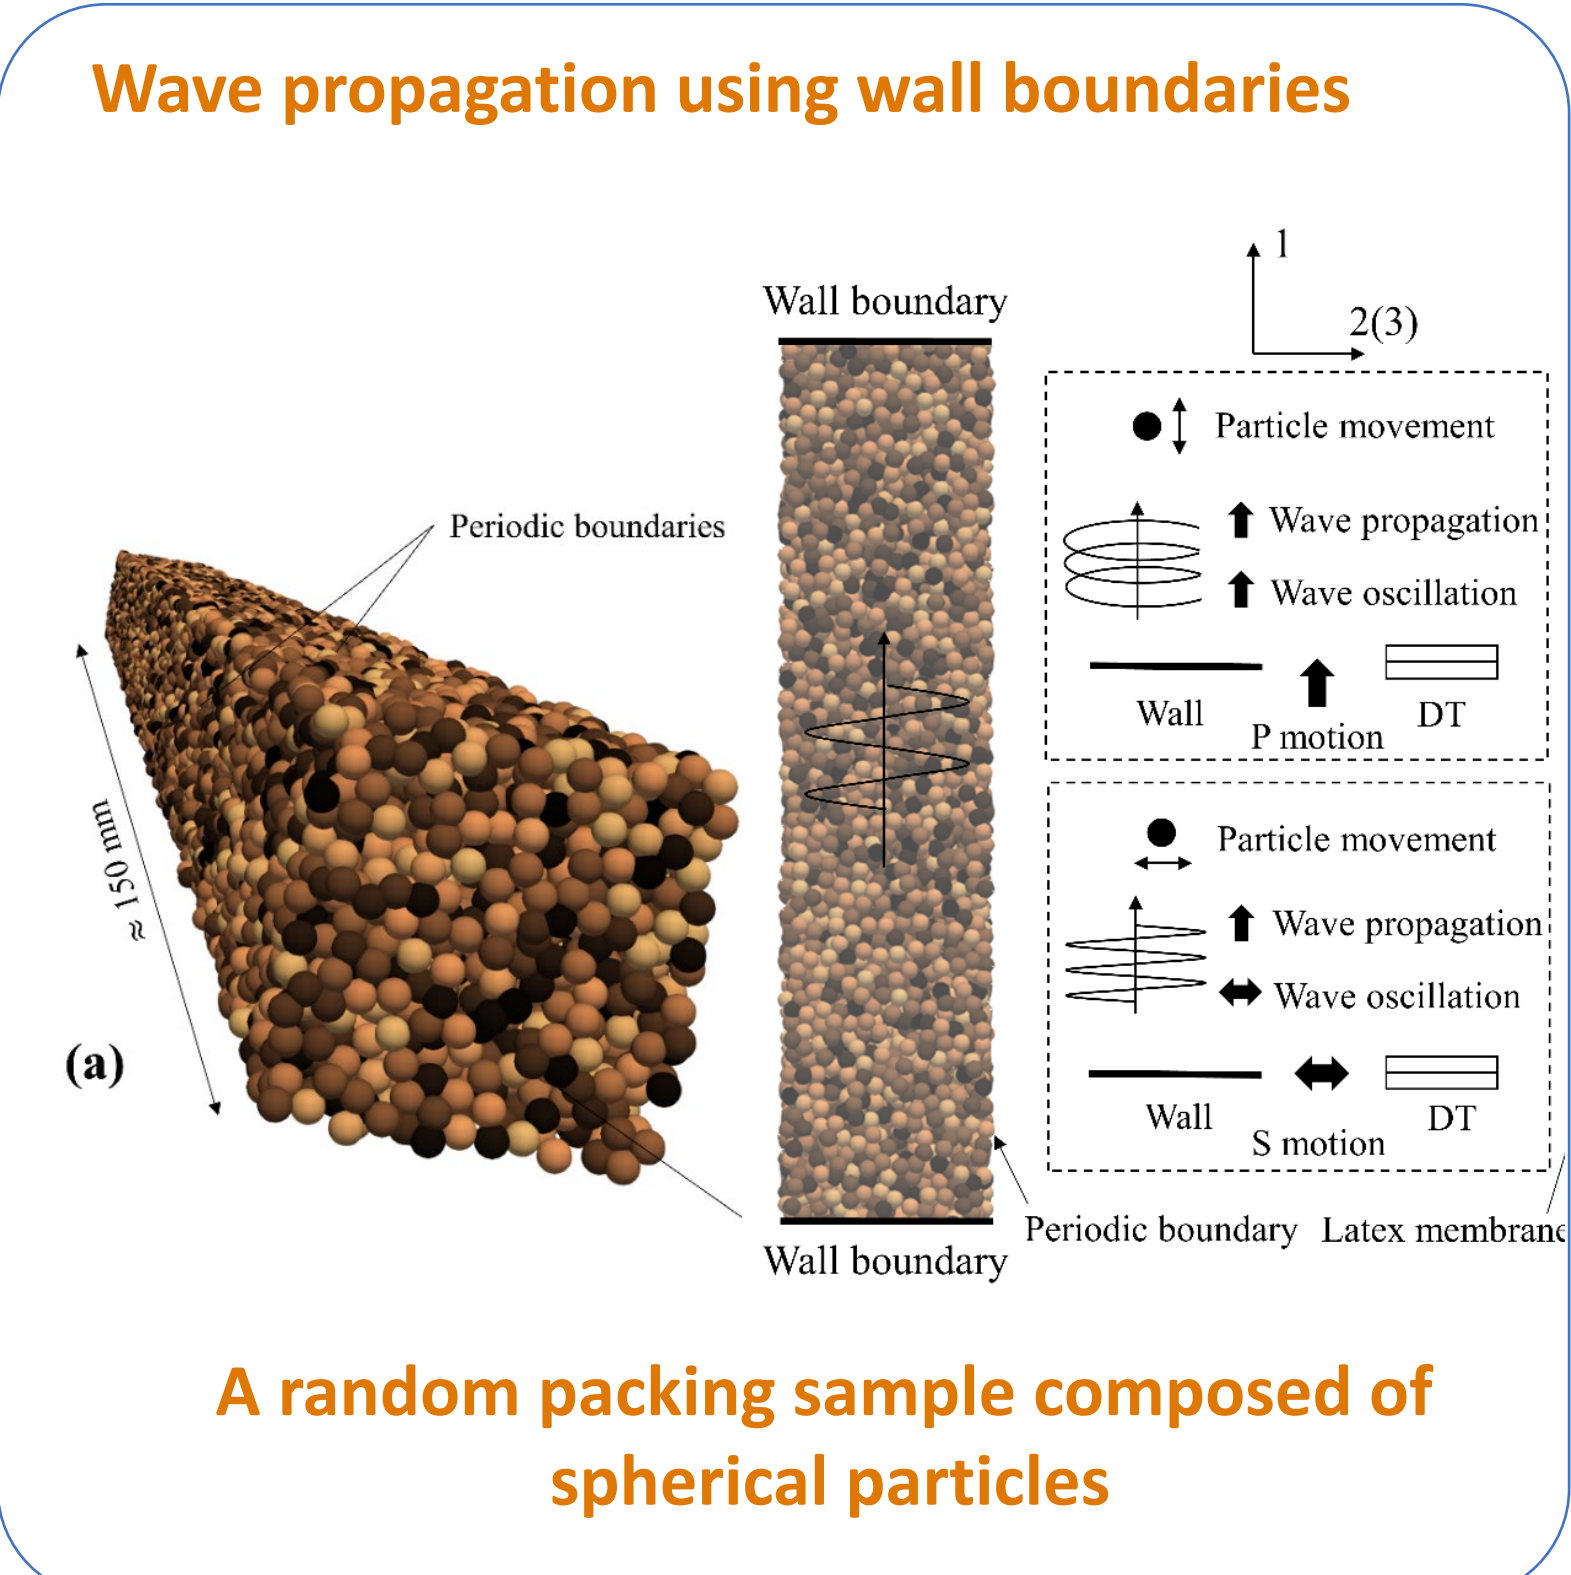 Wave propagation using wall boundaries
1
2(3)
Wall boundary
Periodic boundaries
≈ 150 mm
(a)
Particle movement
Wave propagation
Wave oscillation
Wall
P motion
DT
Particle movement
Wave propagation
Wave oscillation
Wall
S motion
DT
Periodic boundary
Latex membrane
Wall boundary
A random packing sample composed of
spherical particles